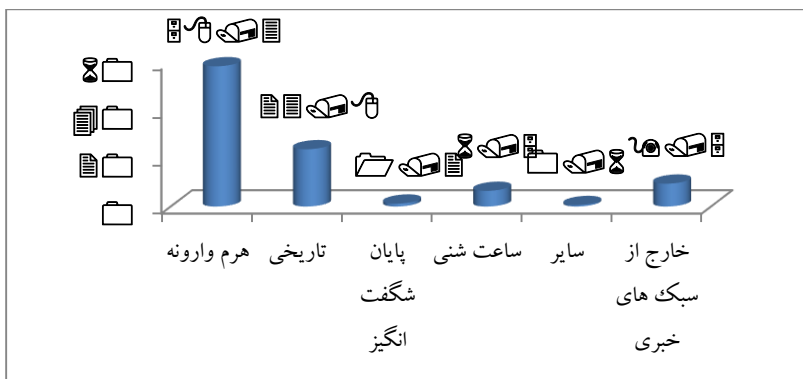 هرم وارونه
تاریخی
پایان
شگفت
انگیز
ساعت شنی
سایر
خارج از
سبک های
خبری